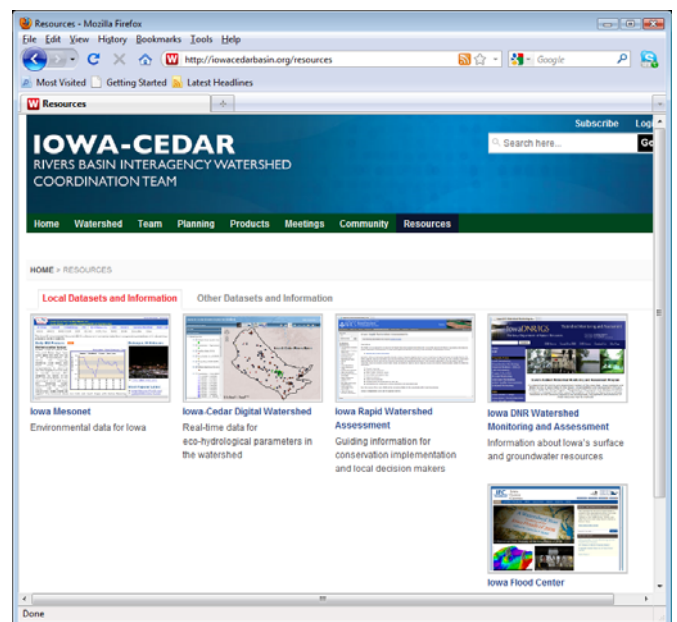 Resources - Mozilla Firefox
File Edit View History Bookmarks Tools Help
W http://iowacedarbasin.org/resources Google
Most Visited Getting Started Latest Headlines
W Resources
Subscribe Logi
IOWA-CEDAR
RIVERS BASIN INTERAGENCY WATERSHED
COORDINATION TEAM
Search here... Go
Home Watershed Team Planning Products Meetings Community Resources
HOME » RESOURCES
Local Datasets and Information Other Datasets and Information
IowaDNR/IGS
Iowa Mesonet
Environmental data for Iowa
Iowa-Cedar Digital Watershed
Real-time data for
eco-hydrological parameters in
the watershed
Iowa Rapid Watershed
Assessment
Guiding information for
conservation implementation
and local decision makers
Iowa DNR Watershed
Monitoring and Assessment
Information about Iowa's surface
and groundwater resources
Iowa Flood Center
Done